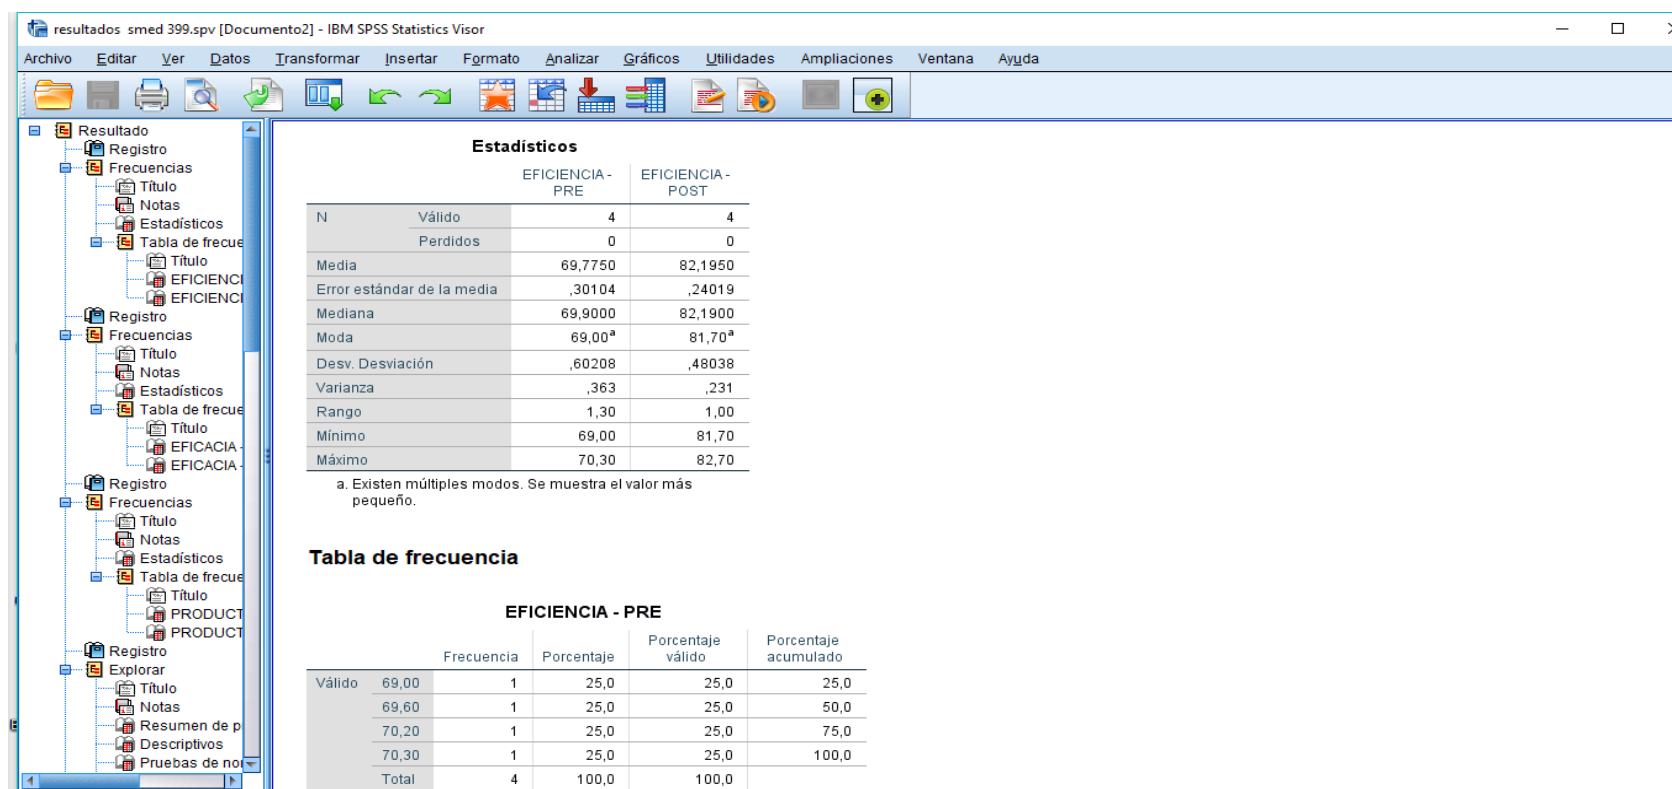 resultados smed 399.spv [Documento2] - IBM SPSS Statistics Visor
Archivo Editar Ver Datos Transformar Insertar Formato Analizar Gráficos Utilidades Ampliaciones Ventana Ayuda
Resultado
Registro
Frecuencias
Título
Notas
Estadísticos
Tabla de frecue
Título
EFICIENCI
EFICIENCI
Registro
Frecuencias
Título
Notas
Estadísticos
Tabla de frecue
Título
EFICACIA -
EFICACIA -
Registro
Frecuencias
Título
Notas
Estadísticos
Tabla de frecue
Título
PRODUCT
PRODUCT
Registro
Explorar
Título
Notas
Resumen de p
Descriptivos
Pruebas de nor
Estadísticos
EFICIENCIA - PRE EFICIENCIA - POST
N Válido 4 4
Perdidos 0 0
Media 69,7750 82,1950
Error estándar de la media ,30104 ,24019
Mediana 69,9000 82,1900
Moda 69,00a 81,70a
Desv. Desviación ,60208 ,48038
Varianza ,363 ,231
Rango 1,30 1,00
Mínimo 69,00 81,70
Máximo 70,30 82,70
a. Existen múltiples modos. Se muestra el valor más
pequeño.
Tabla de frecuencia
EFICIENCIA - PRE
Frecuencia Porcentaje Porcentaje válido Porcentaje acumulado
Válido 69,00 1 25,0 25,0 25,0
69,60 1 25,0 25,0 50,0
70,20 1 25,0 25,0 75,0
70,30 1 25,0 25,0 100,0
Total 4 100,0 100,0